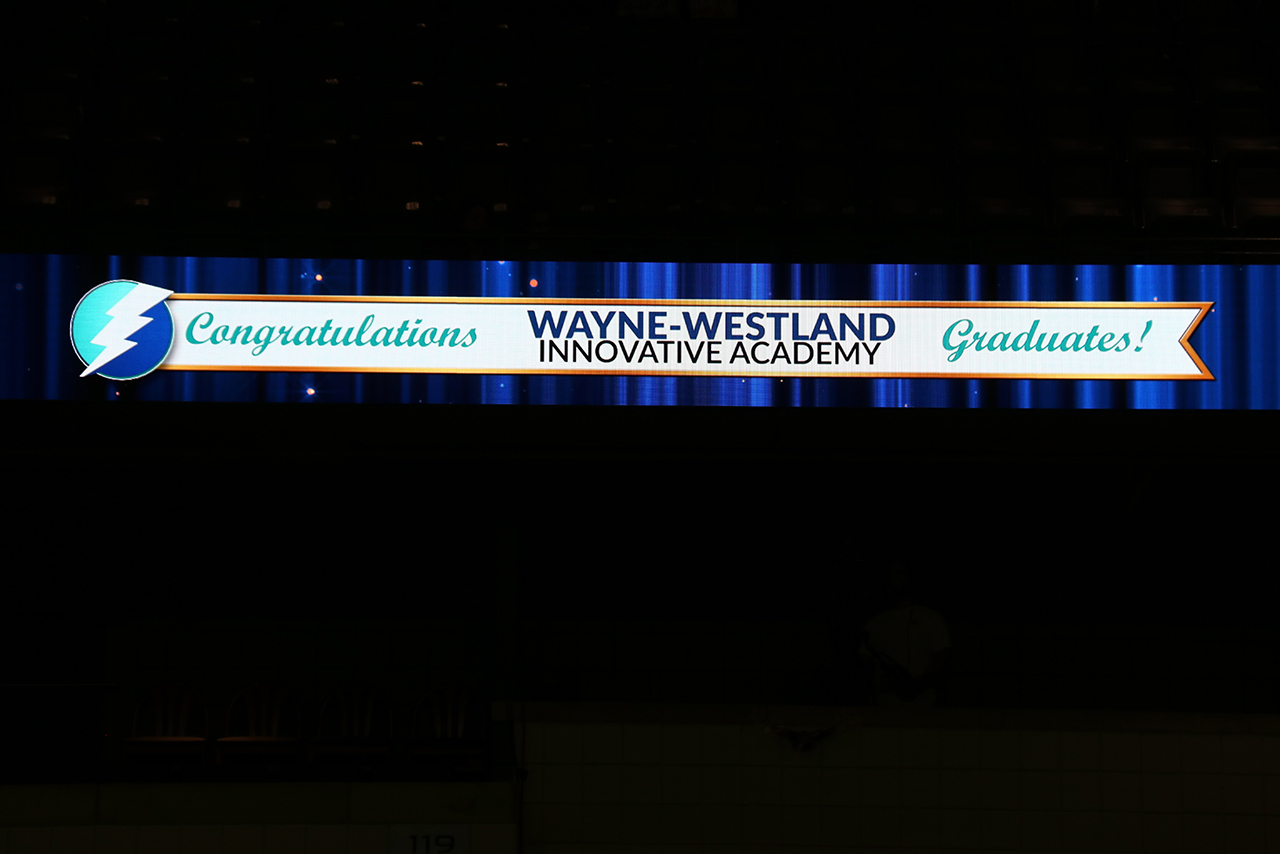 Congratulations
WAYNE-WESTLAND
INNOVATIVE ACADEMY
Graduates!
119